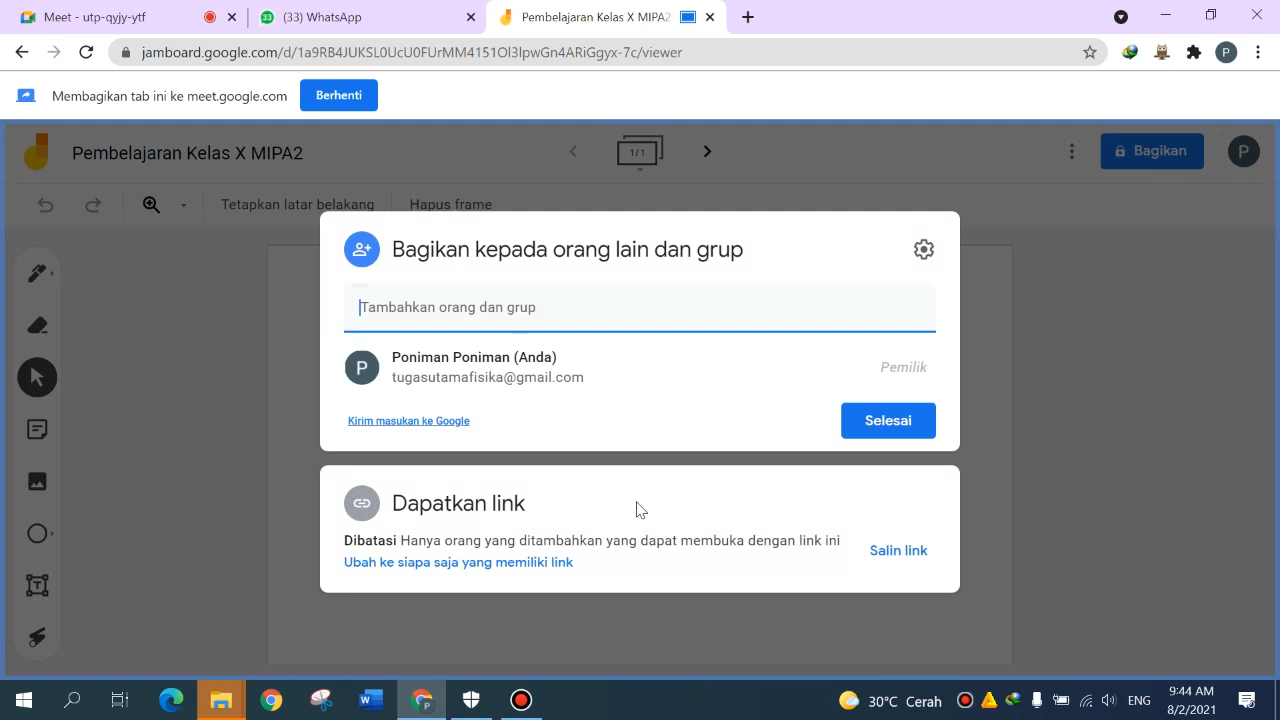 Meet - utp-qyjy-ytf
33
(33) WhatsApp
Pembelajaran Kelas X MIPA2
jamboard.google.com/d/1a9RB4JUKSL0UcU0FUrMM4151Ol3IpwGn4ARiGgyx-7c/viewer
P
Membagikan tab ini ke meet.google.com
Berhenti
Pembelajaran Kelas X MIPA2
1/1
Bagikan
P
Tetapkan latar belakang
Hapus frame
Bagikan kepada orang lain dan grup
Tambahkan orang dan grup
P
Poniman Poniman (Anda)
tugasutamafisika@gmail.com
Pemilik
Kirim masukan ke Google
Selesai
Dapatkan link
Dibatasi Hanya orang yang ditambahkan yang dapat membuka dengan link ini
Ubah ke siapa saja yang memiliki link
Salin link
T
30°C Cerah
ENG
9:44 AM
8/2/2021